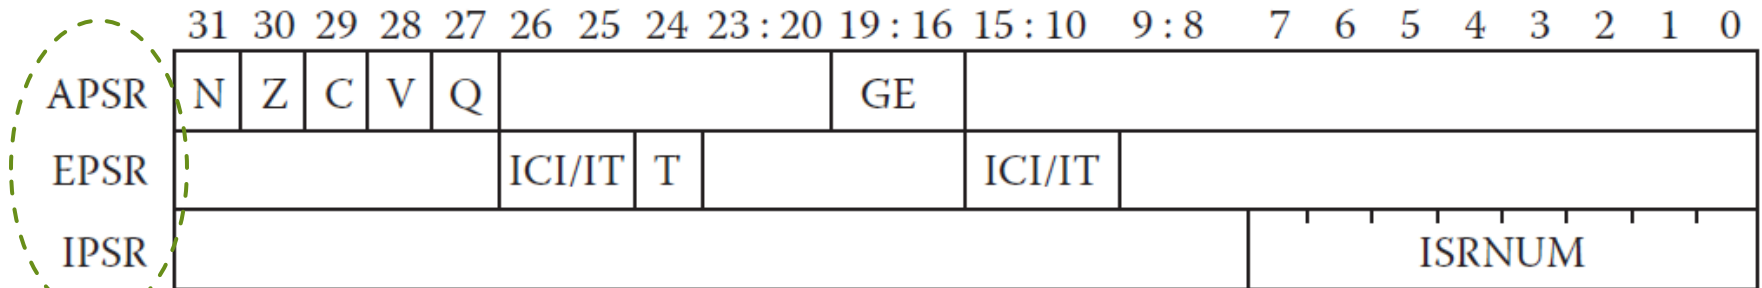 31 30 29 28 27 26 25 24 23 : 20 19 : 16 15 : 10 9 : 8 7 6 5 4 3 2 1 0
APSR N Z C V Q GE
EPSR ICI/IT T ICI/IT
IPSR ISRNUM